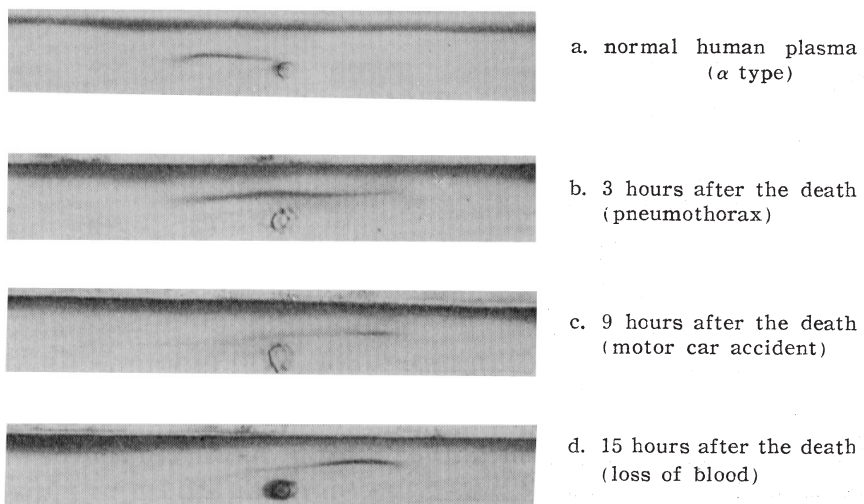 a. normal human plasma
(α type)
b. 3 hours after the death
(pneumothorax)
c. 9 hours after the death
(motor car accident)
d. 15 hours after the death
(loss of blood)